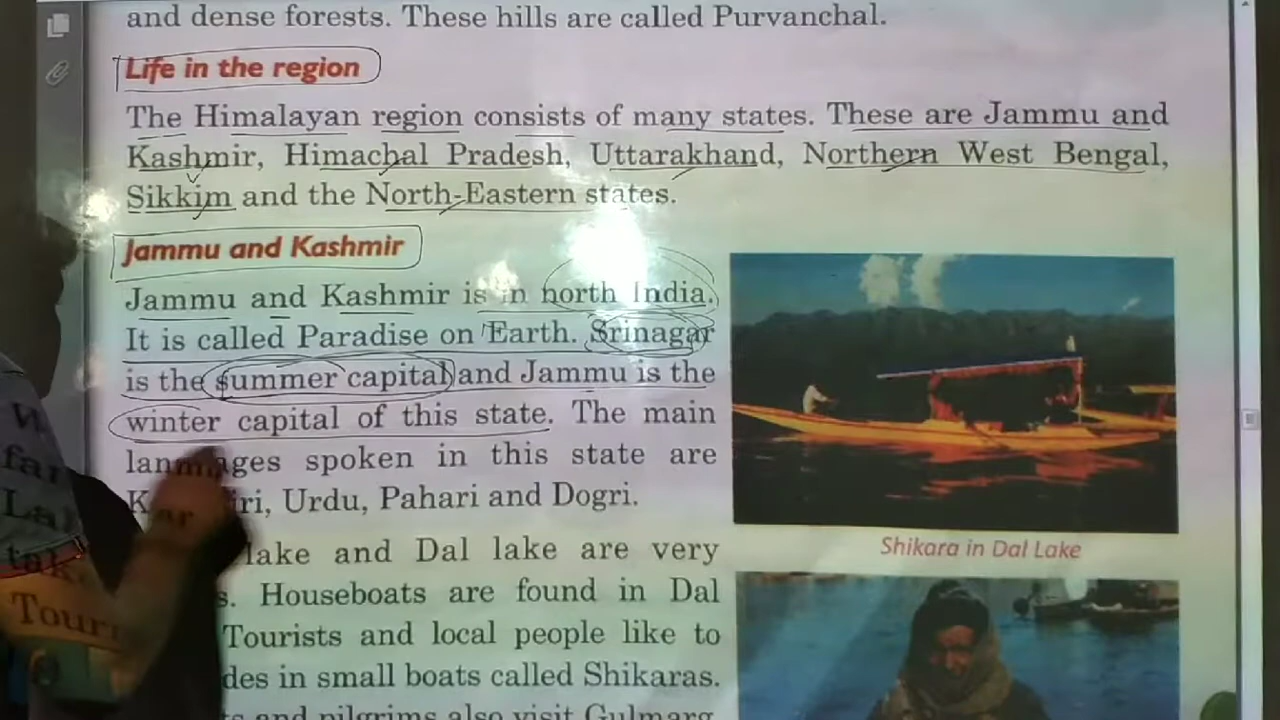 and dense forests. These hills are called Purvanchal.
Life in the region
The Himalayan region consists of many states. These are Jammu and
Kashmir, Himachal Pradesh, Uttarakhand, Northern West Bengal,
Sikkim and the North-Eastern states.
Jammu and Kashmir
Jammu and Kashmir is in north India.
It is called Paradise on Earth. Srinagar
is the summer capital and Jammu is the
winter capital of this state. The main
spoken in this state are
Urdu, Pahari and Dogri.
lake and Dal lake are very
Houseboats are found in Dal
Tourists and local people like to
in small boats called Shikaras.
and pilgrims also visit Gulmarg,
Shikara in Dal Lake